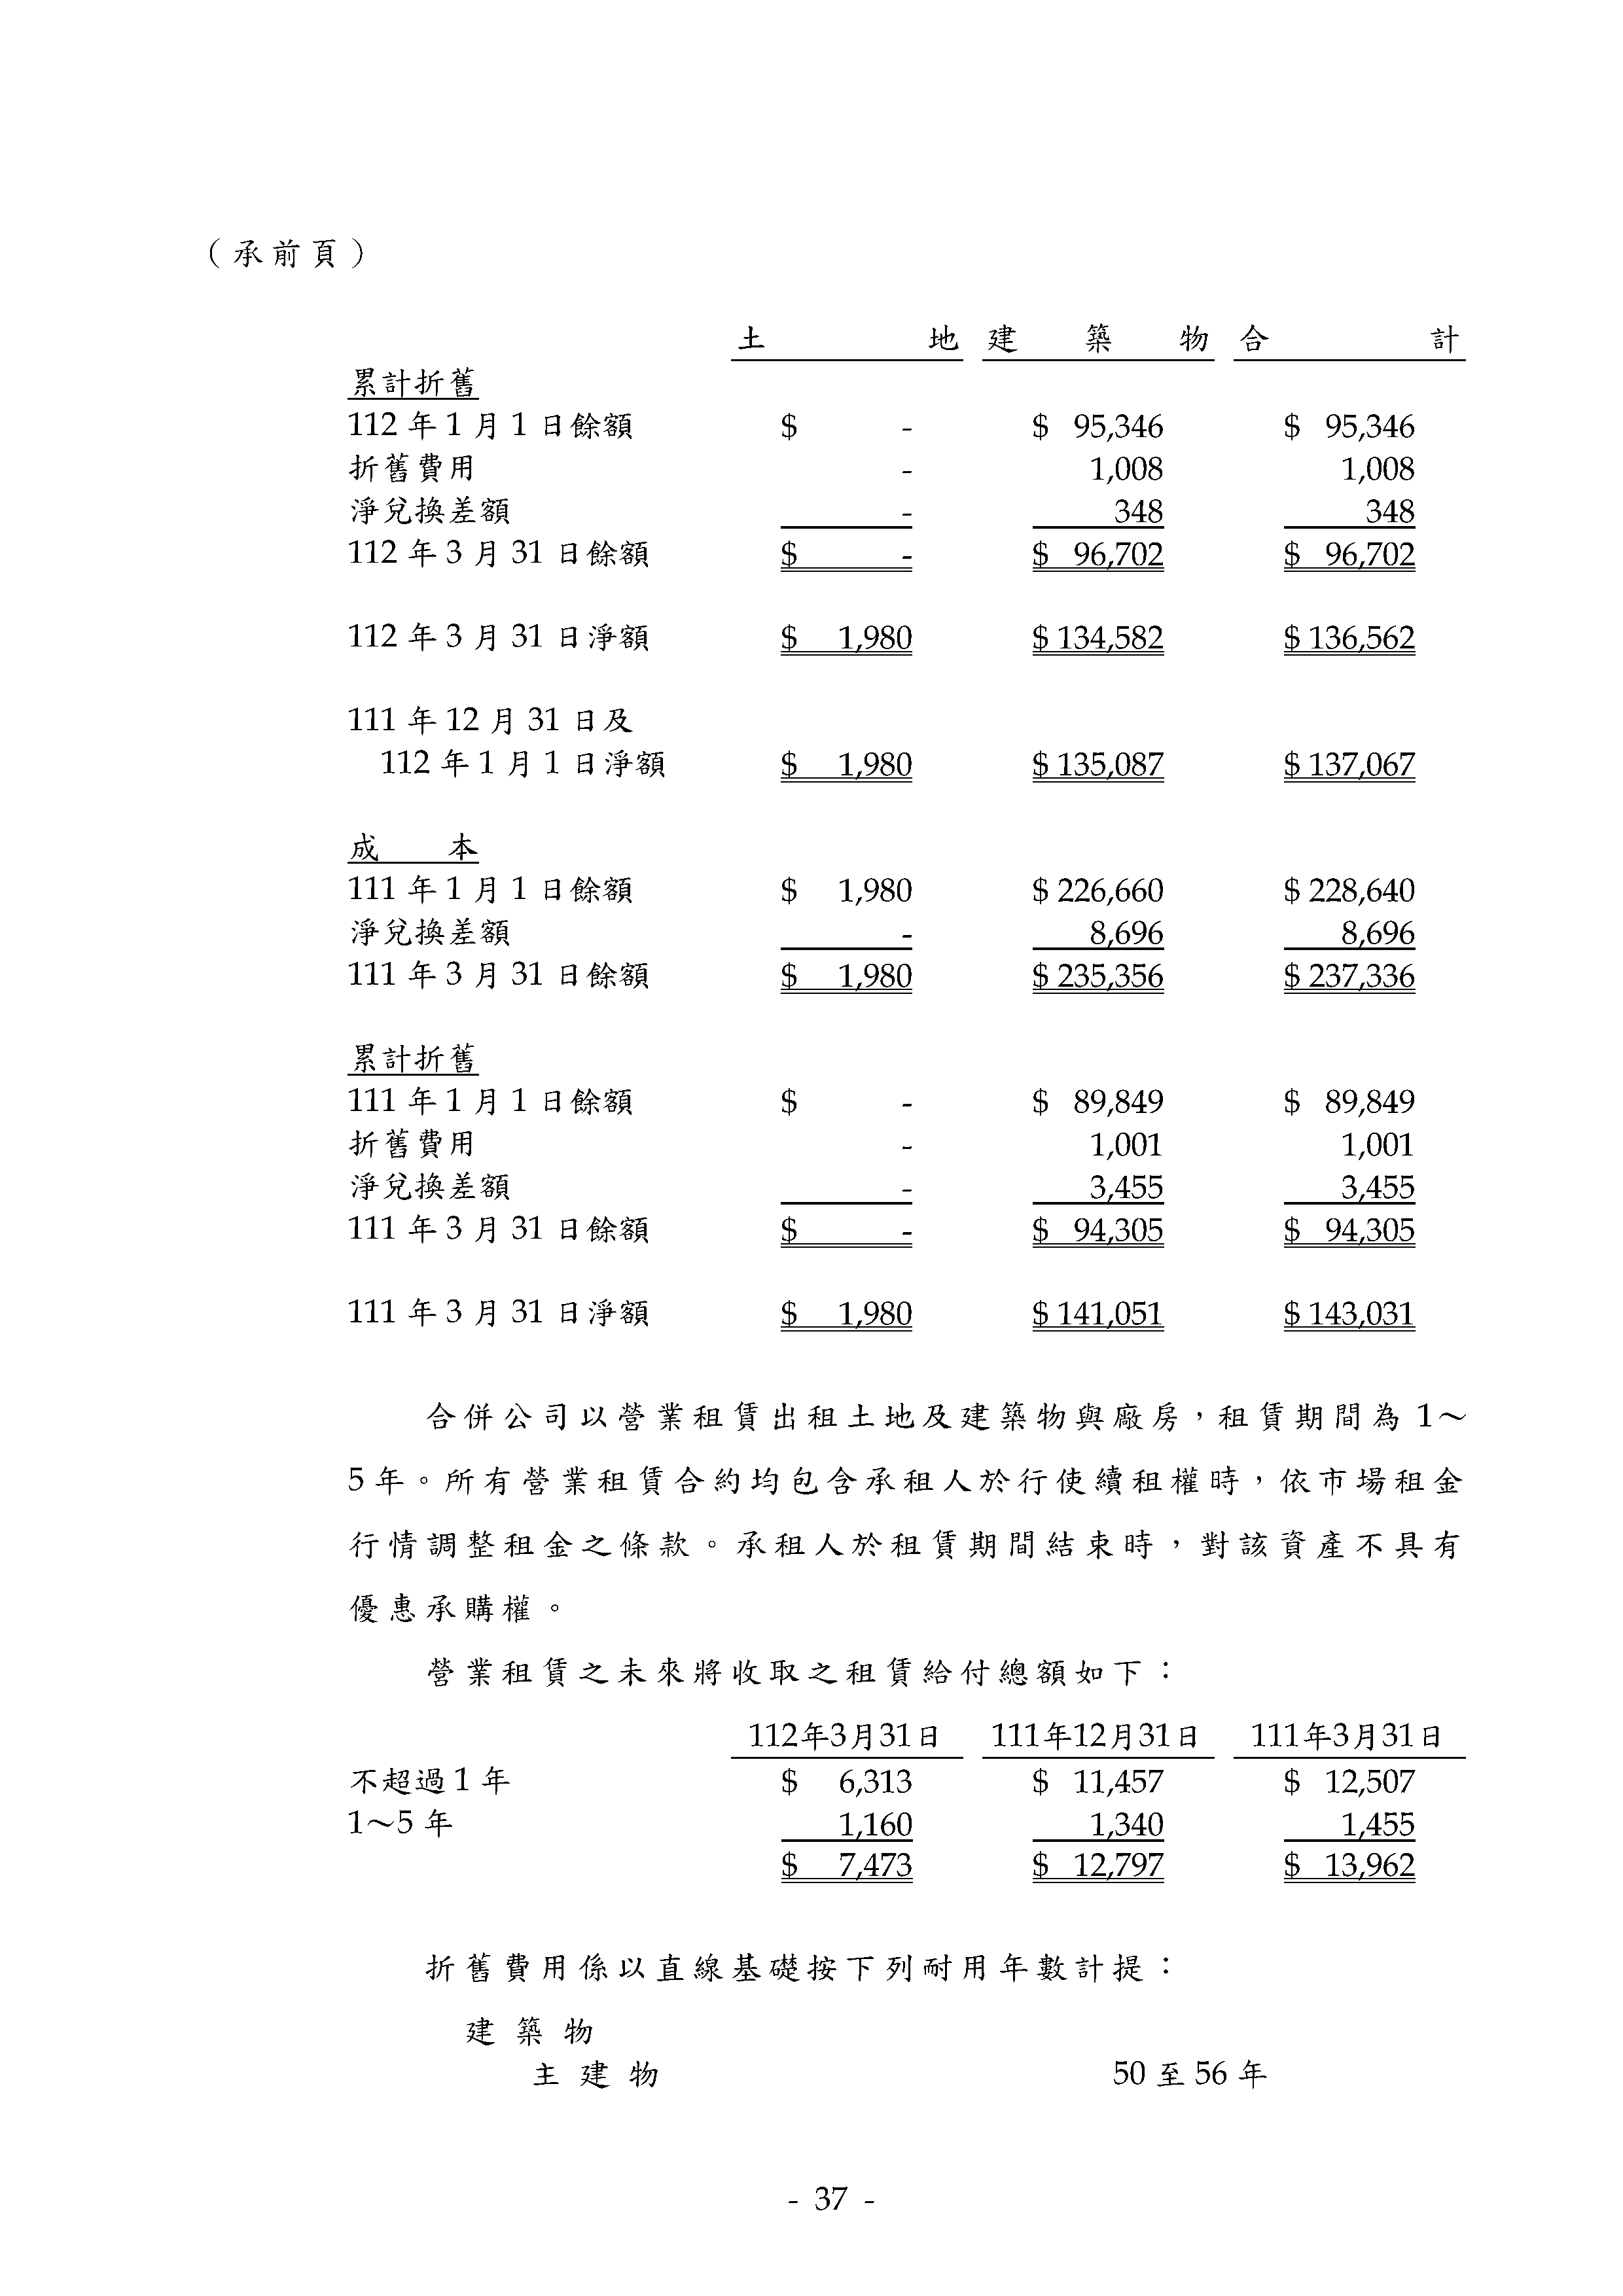 （承前頁）
土地 建築物 合計
累計折舊
112 年 1 月 1 日餘額 $ - $ 95,346 $ 95,346
折舊費用 - 1,008 1,008
淨兌換差額 - 348 348
112 年 3 月 31 日餘額 $ - $ 96,702 $ 96,702
112 年 3 月 31 日淨額 $ 1,980 $ 134,582 $ 136,562
111 年 12 月 31 日及
112 年 1 月 1 日淨額 $ 1,980 $ 135,087 $ 137,067
成本
111 年 1 月 1 日餘額 $ 1,980 $ 226,660 $ 228,640
淨兌換差額 - 8,696 8,696
111 年 3 月 31 日餘額 $ 1,980 $ 235,356 $ 237,336
累計折舊
111 年 1 月 1 日餘額 $ - $ 89,849 $ 89,849
折舊費用 - 1,001 1,001
淨兌換差額 - 3,455 3,455
111 年 3 月 31 日餘額 $ - $ 94,305 $ 94,305
111 年 3 月 31 日淨額 $ 1,980 $ 141,051 $ 143,031
合併公司以營業租賃出租土地及建築物與廠房，租賃期間為 1～
5 年。所有營業租賃合約均包含承租人於行使續租權時，依市場租金
行情調整租金之條款。承租人於租賃期間結束時，對該資產不具有
優惠承購權。
營業租賃之未來將收取之租賃給付總額如下：
112年3月31日 111年12月31日 111年3月31日
不超過 1 年 $ 6,313 $ 11,457 $ 12,507
1～5 年 1,160 1,340 1,455
$ 7,473 $ 12,797 $ 13,962
折舊費用係以直線基礎按下列耐用年數計提：
建築物
主建物 50 至 56 年
- 37 -